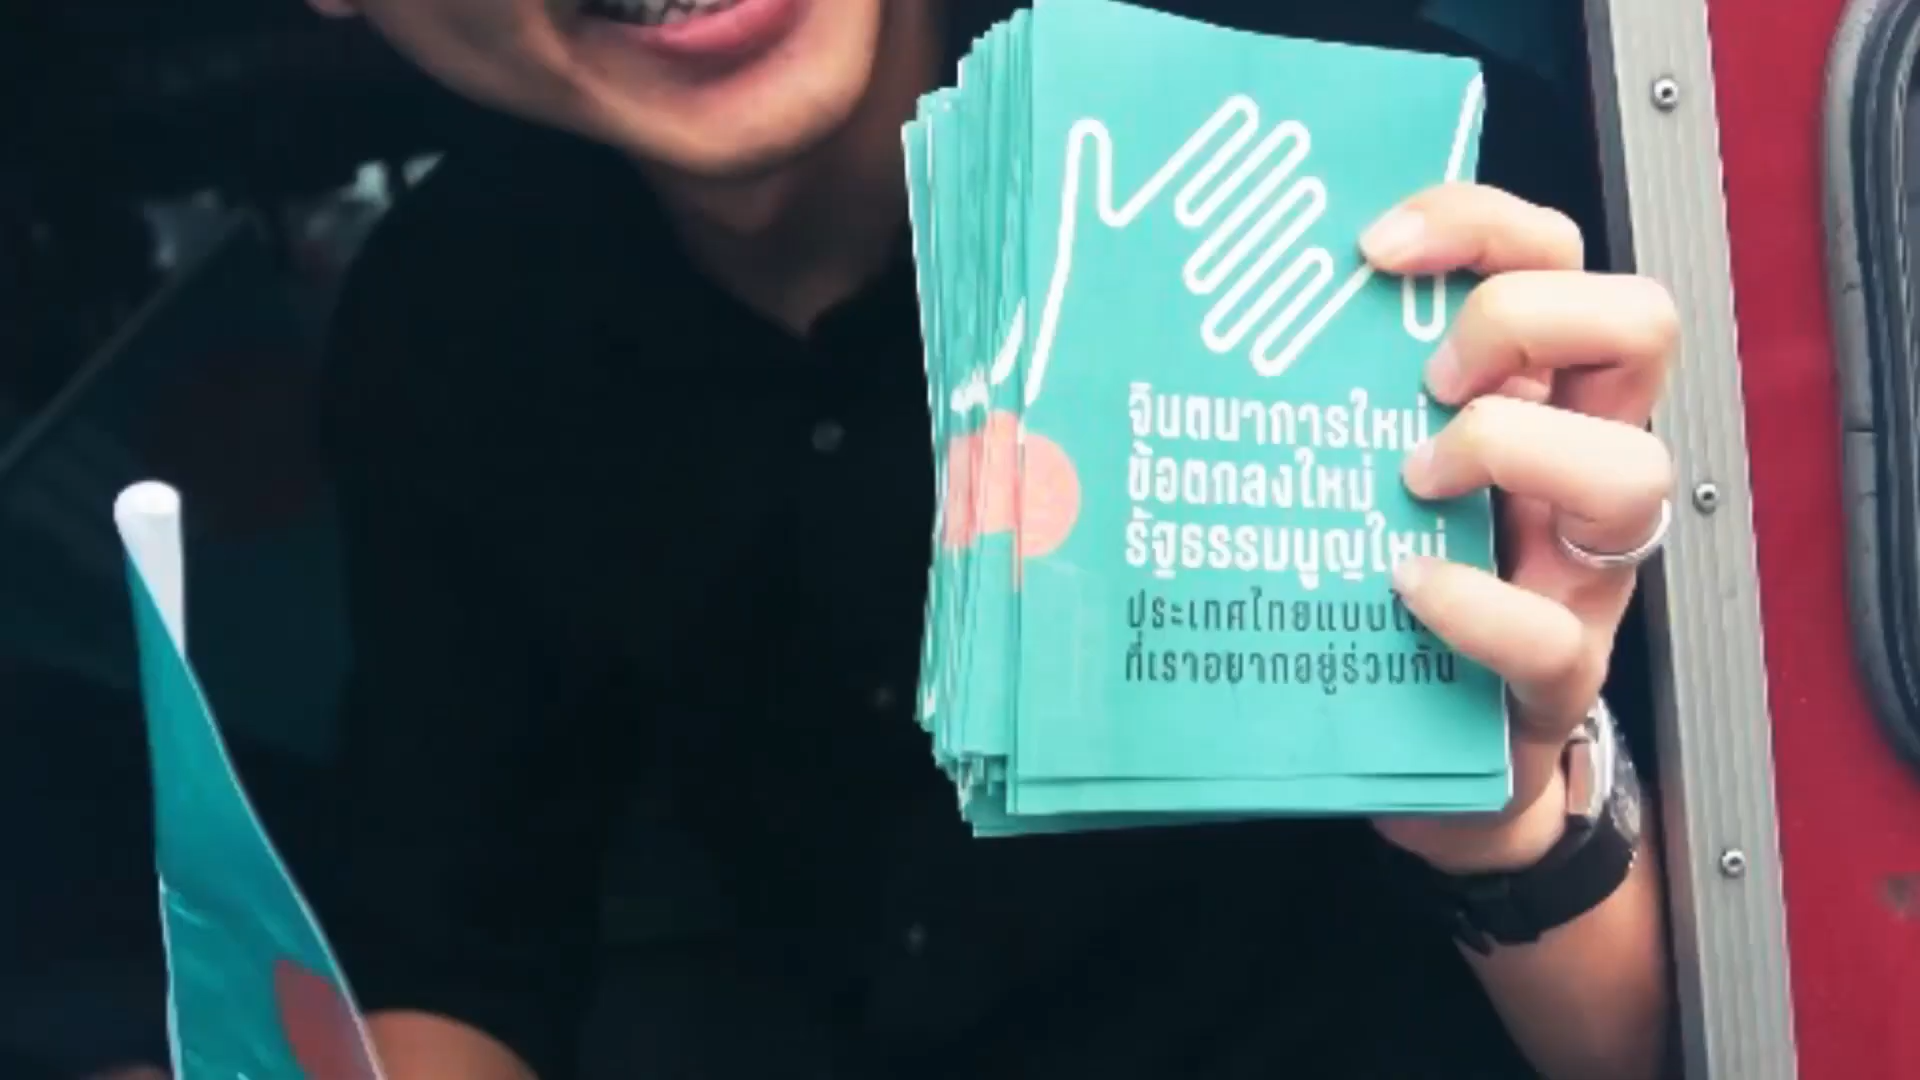 จินตนาการใหม่
ข้อตกลงใหม่
รัฐธรรมนูญใหม่
ประเทศไทยแบบ
ที่เราอยากอยู่ร่วมกัน